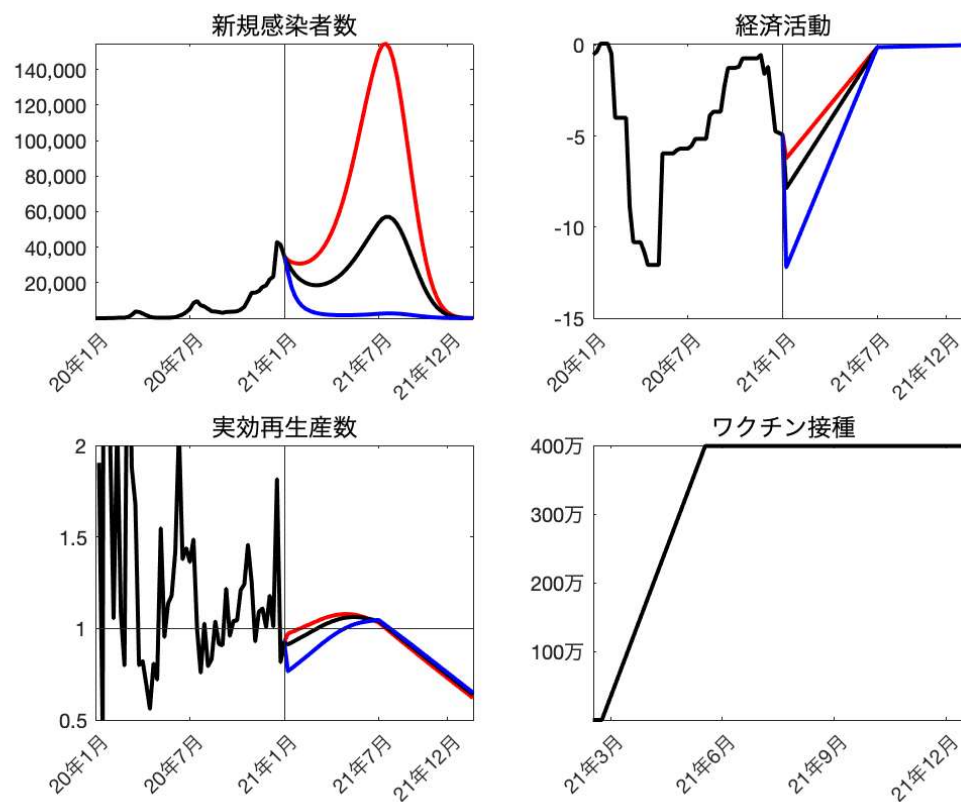 新規感染者数
140,000
120,000
100,000
80,000
60,000
40,000
20,000
20年1月
20年7月
21年1月
21年7月
21年12月
経済活動
0
-5
-10
-15
20年1月
20年7月
21年1月
21年7月
21年12月
実効再生産数
2
1.5
1
0.5
20年1月
20年7月
21年1月
21年7月
21年12月
ワクチン接種
400万
300万
200万
100万
21年3月
21年6月
21年9月
21年12月